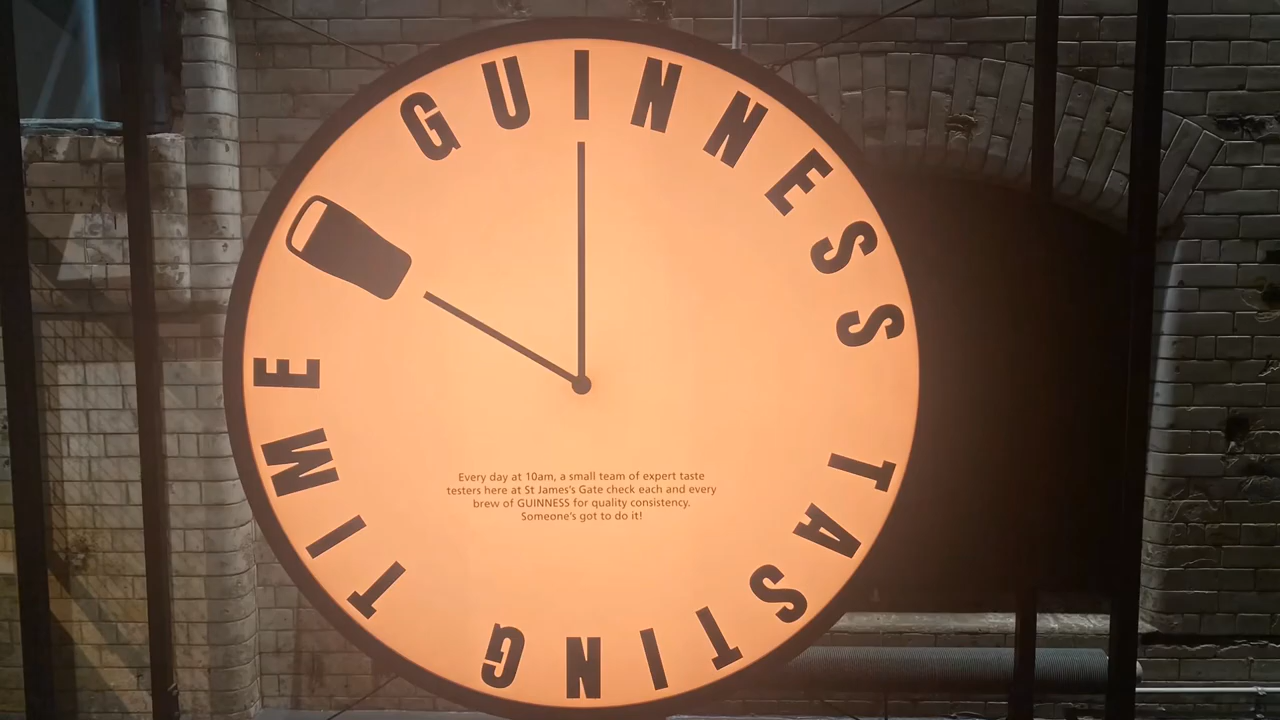 GUINNESS TASTING TIME
Every day at 10am, a small team of expert taste
testers here at St James's Gate check each and every
brew of GUINNESS for quality consistency.
Someone's got to do it!